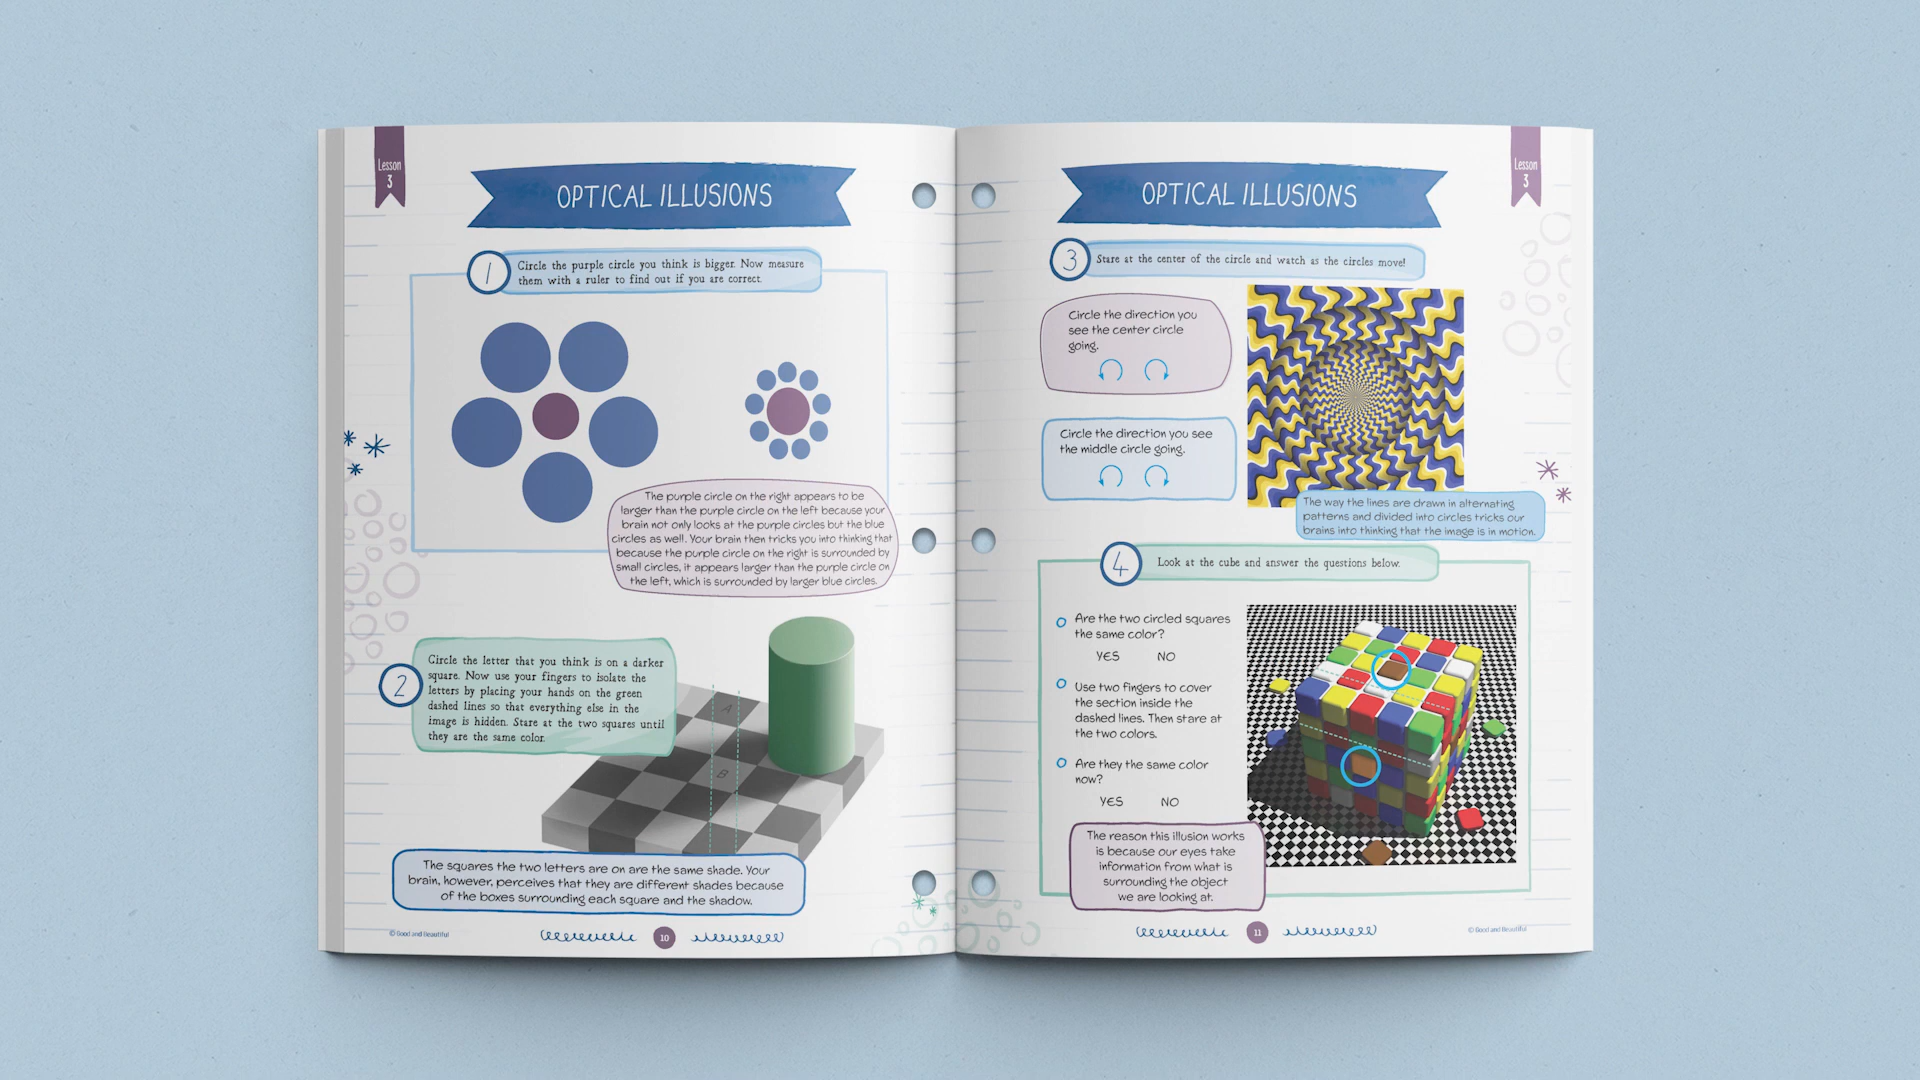 Lesson
3
OPTICAL ILLUSIONS
1
Circle the purple circle you think is bigger. Now measure
them with a ruler to find out if you are correct.
The purple circle on the right appears to be
larger than the purple circle on the left because your
brain not only looks at the purple circles but the blue
circles as well. Your brain then tricks you into thinking that
because the purple circle on the right is surrounded by
small circles, it appears larger than the purple circle on
the left, which is surrounded by larger blue circles.
2
Circle the letter that you think is on a darker
square. Now use your fingers to isolate the
letters by placing your hands on the green
dashed lines so that everything else in the
image is hidden. Stare at the two squares until
they are the same color.
A
B
The squares the two letters are on are the same shade. Your
brain, however, perceives that they are different shades because
of the boxes surrounding each square and the shadow.
© Good and Beautiful
10
Lesson
3
OPTICAL ILLUSIONS
3
Stare at the center of the circle and watch as the circles move!
Circle the direction you
see the center circle
going.
Circle the direction you see
the middle circle going.
The way the lines are drawn in alternating
patterns and divided into circles tricks our
brains into thinking that the image is in motion.
4
Look at the cube and answer the questions below.
Are the two circled squares
the same color?
YES NO
Use two fingers to cover
the section inside the
dashed lines. Then stare at
the two colors.
Are they the same color
now?
YES NO
The reason this illusion works
is because our eyes take
information from what is
surrounding the object
we are looking at.
11
© Good and Beautiful